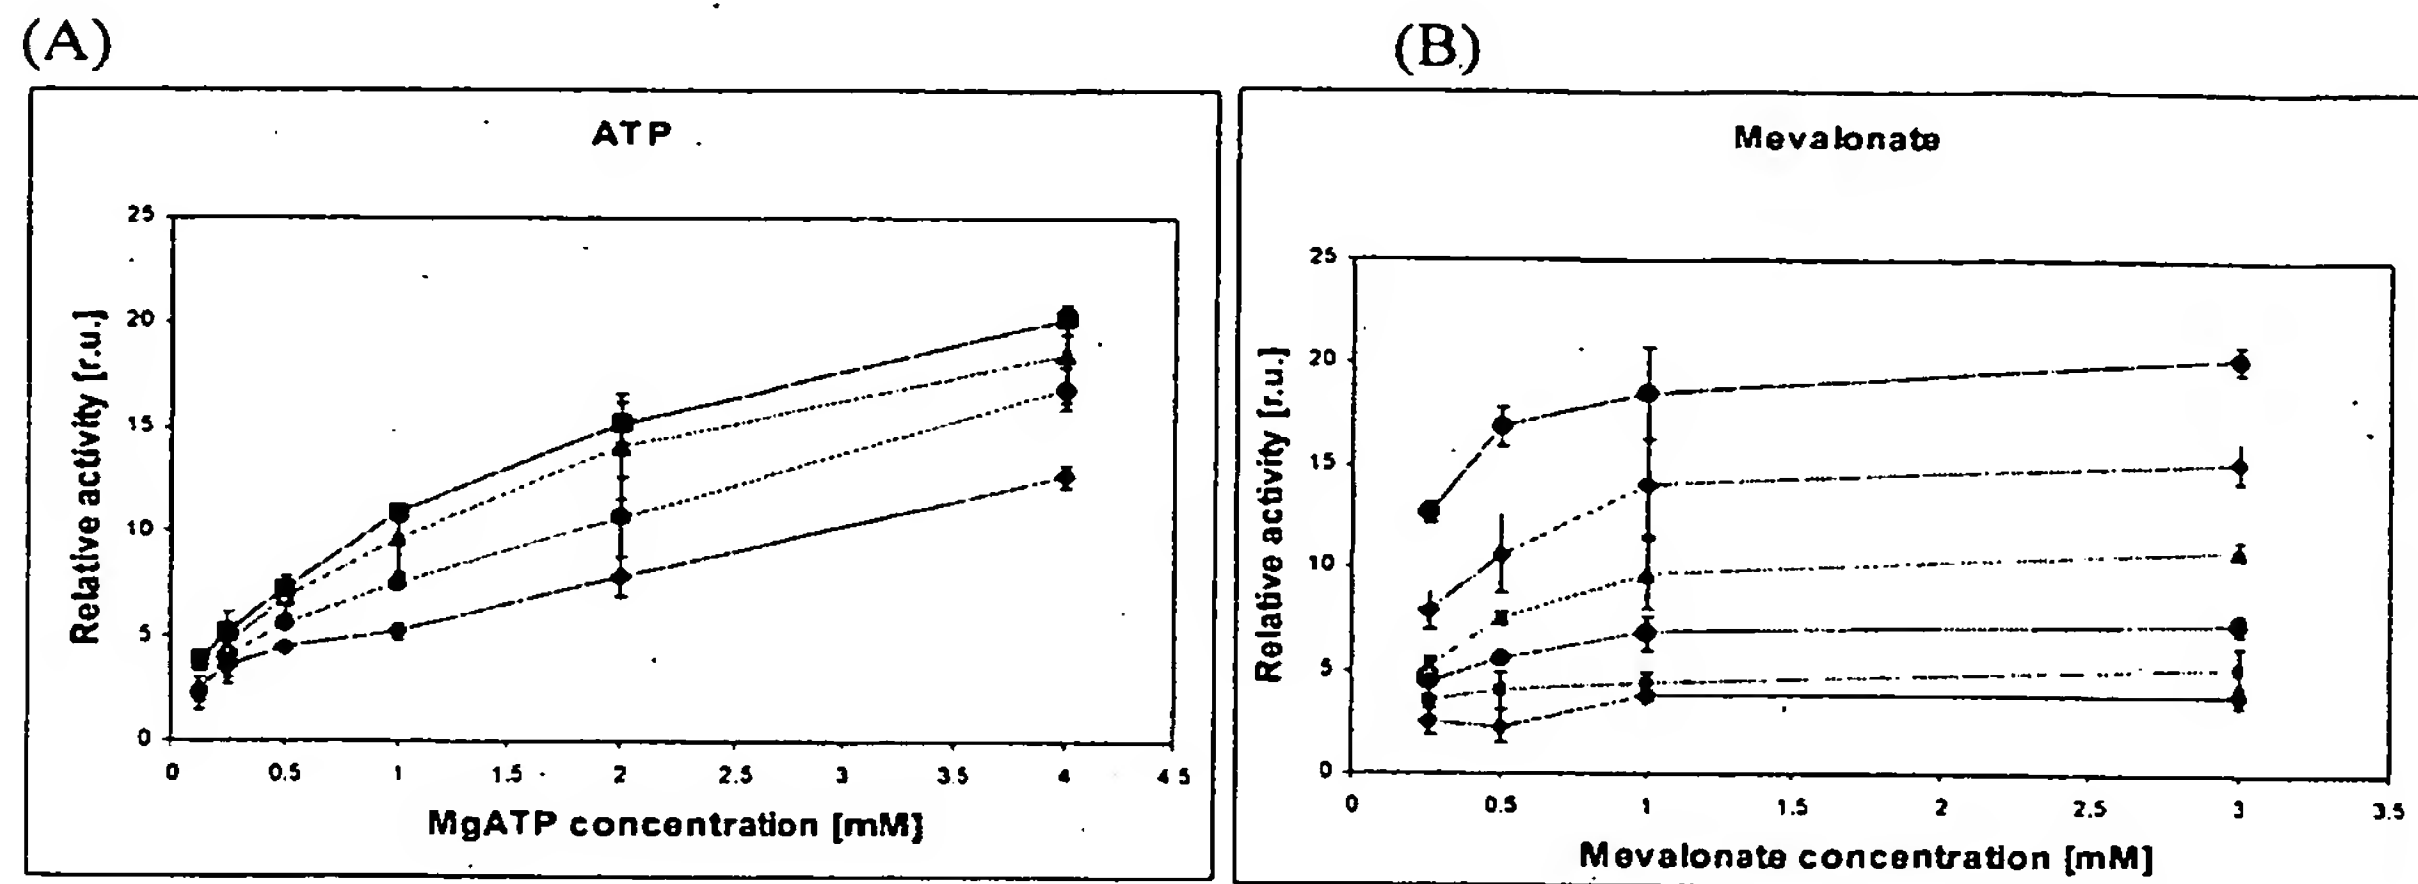 (A)
ATP
25
20
15
10
5
0
0 0.5 1 1.5 2 2.5 3 3.5 4 4 5
Relative activity [r.u.]
MgATP concentration [mM]
(B)
Mevalonate
25
20
15
10
5
0
0 0.5 1 1.5 2 2.5 3 3.5
Relative activity [r.u.]
Mevalonate concentration [mM]